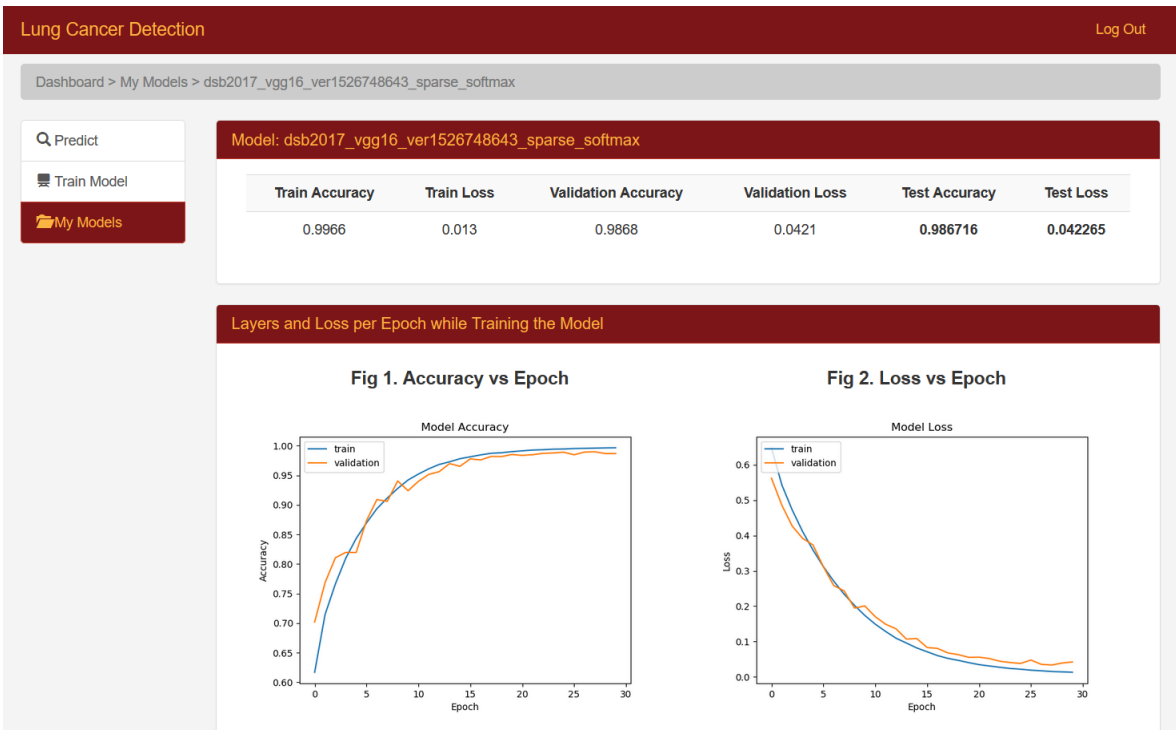 Lung Cancer Detection
Log Out
Dashboard > My Models > dsb2017_vgg16_ver1526748643_sparse_softmax
Predict
Train Model
My Models
Model: dsb2017_vgg16_ver1526748643_sparse_softmax
Train Accuracy Train Loss Validation Accuracy Validation Loss Test Accuracy Test Loss
0.9966 0.013 0.9868 0.0421 0.986716 0.042265
Layers and Loss per Epoch while Training the Model
Fig 1. Accuracy vs Epoch
Model Accuracy
train
validation
1.00
0.95
0.90
0.85
0.80
0.75
0.70
0.65
0.60
Accuracy
0 5 10 15 20 25 30
Epoch
Fig 2. Loss vs Epoch
Model Loss
train
validation
0.6
0.5
0.4
0.3
0.2
0.1
0.0
Loss
0 5 10 15 20 25 30
Epoch